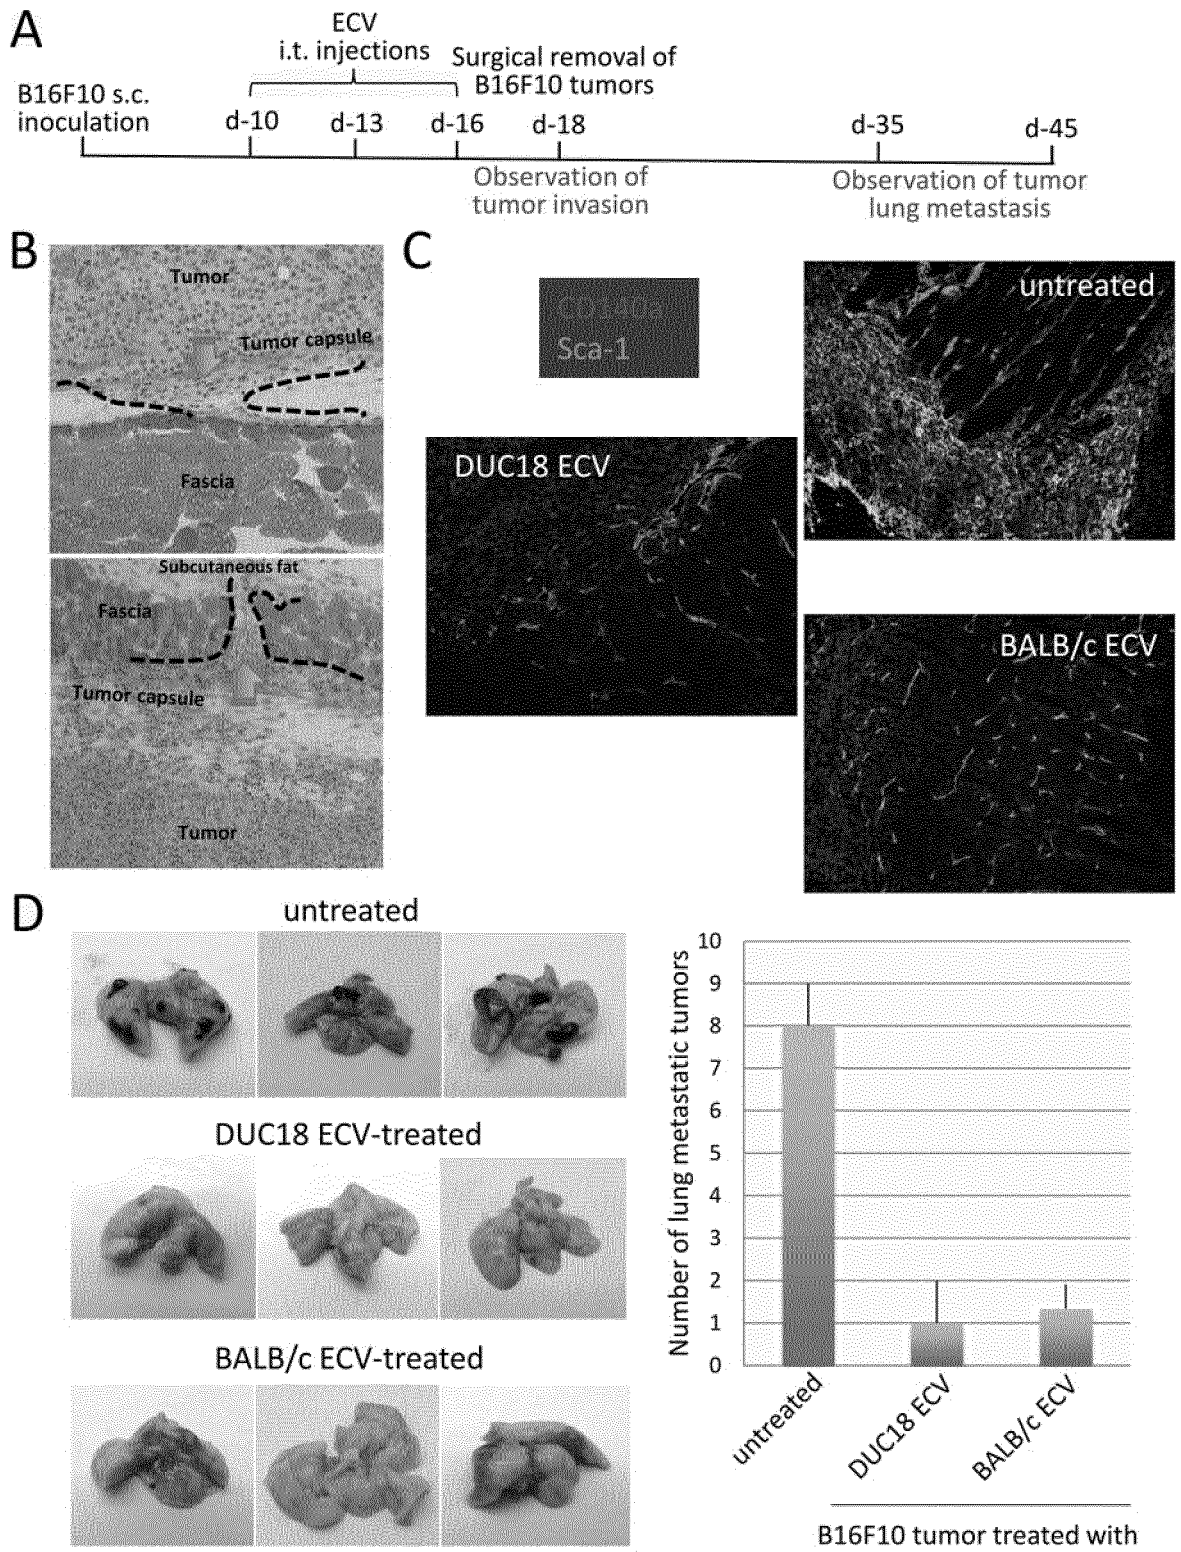 A
ECV
i.t. injections
Surgical removal of
B16F10 tumors
B16F10 s.c.
inoculation
d-10
d-13
d-16
d-18
d-35
d-45
Observation of
tumor invasion
Observation of tumor
lung metastasis
B
Tumor
Tumor capsule
Fascia
Subcutaneous fat
Fascia
Tumor capsule
Tumor
C
CD140a
Sca-1
untreated
DUC18 ECV
BALB/c ECV
D
untreated
DUC18 ECV-treated
BALB/c ECV-treated
Number of lung metastatic tumors
10
9
8
7
6
5
4
3
2
1
0
untreated
DUC18 ECV
BALB/c ECV
B16F10 tumor treated with